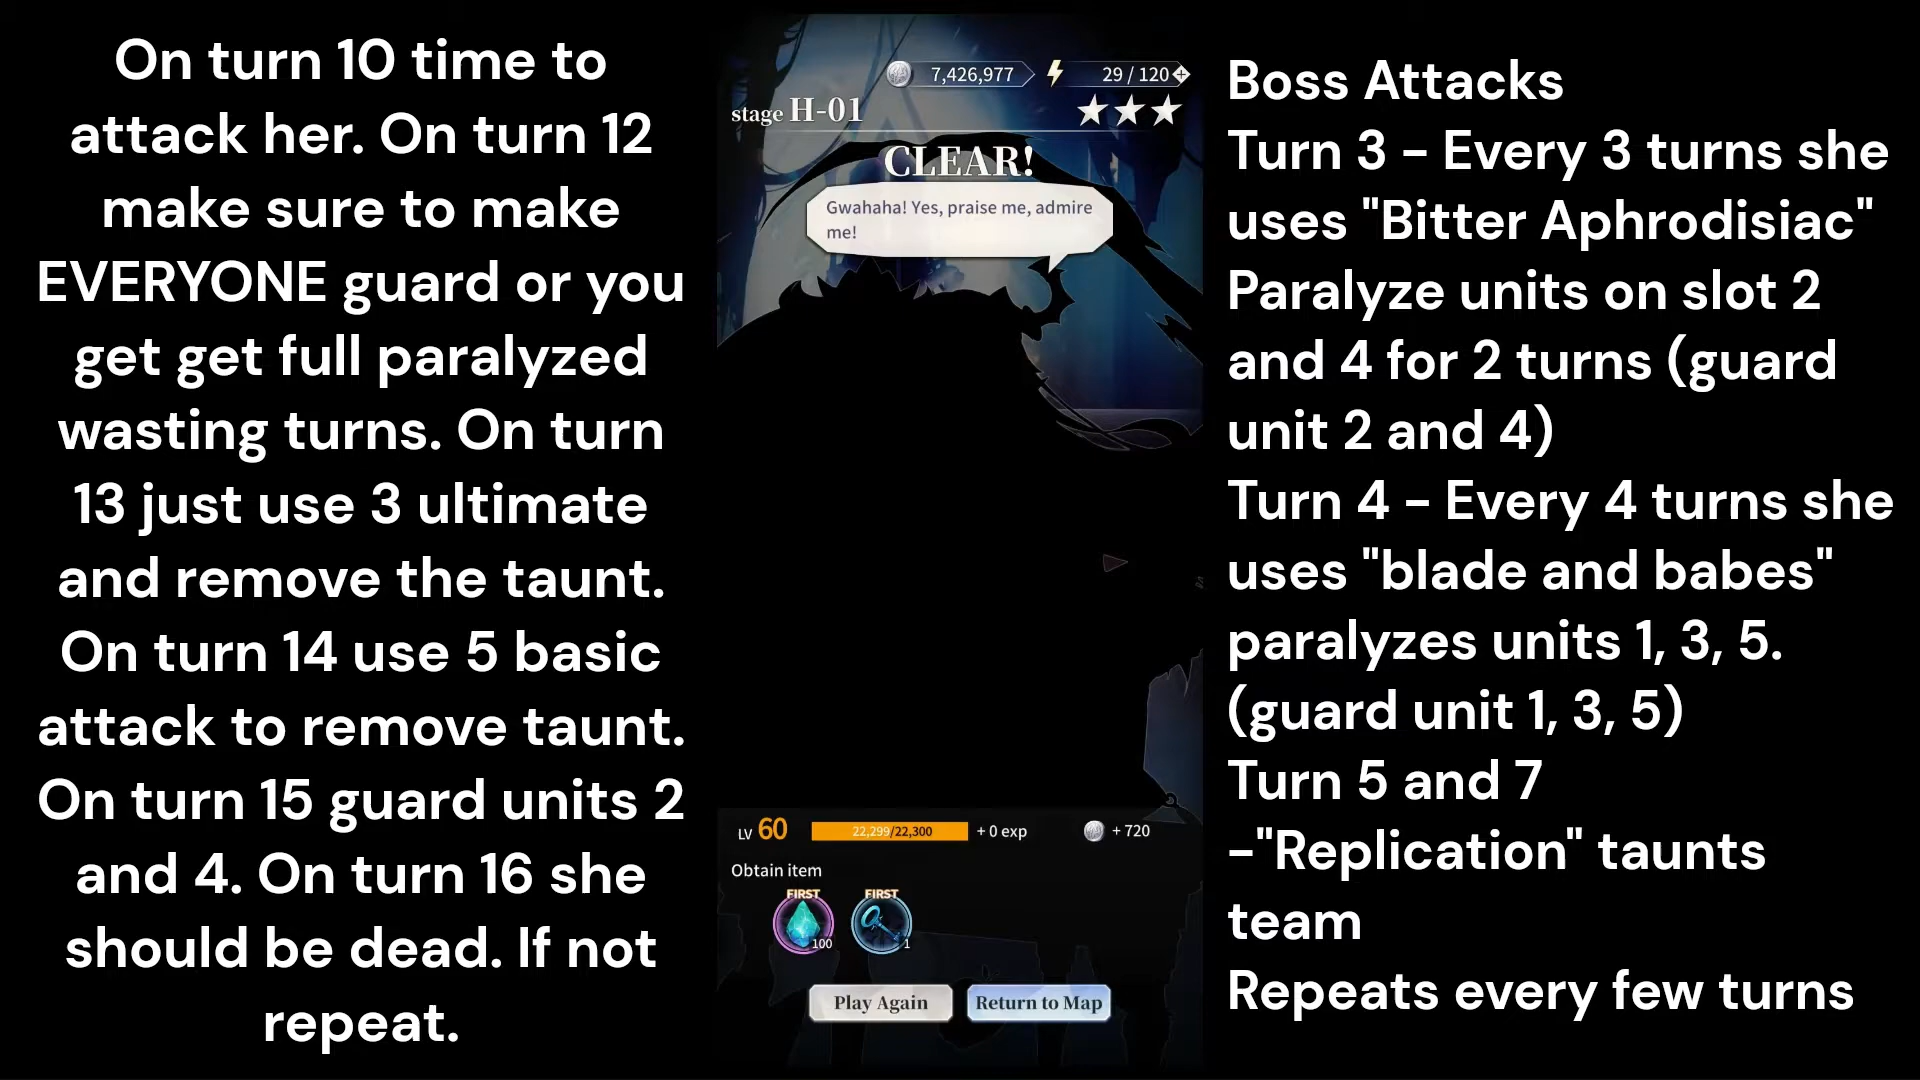 On turn 10 time to
attack her. On turn 12
make sure to make
EVERYONE guard or you
get get full paralyzed
wasting turns. On turn
13 just use 3 ultimate
and remove the taunt.
On turn 14 use 5 basic
attack to remove taunt.
On turn 15 guard units 2
and 4. On turn 16 she
should be dead. If not
repeat.
7,426,977
29 / 120
stage H-01
CLEAR!
Gwahaha! Yes, praise me, admire
me!
LV 60
22,299/22,300
+ 0 exp
+ 720
Obtain item
FIRST
100
FIRST
1
Play Again
Return to Map
Boss Attacks
Turn 3 - Every 3 turns she
uses "Bitter Aphrodisiac"
Paralyze units on slot 2
and 4 for 2 turns (guard
unit 2 and 4)
Turn 4 - Every 4 turns she
uses "blade and babes"
paralyzes units 1, 3, 5.
(guard unit 1, 3, 5)
Turn 5 and 7
-"Replication" taunts
team
Repeats every few turns